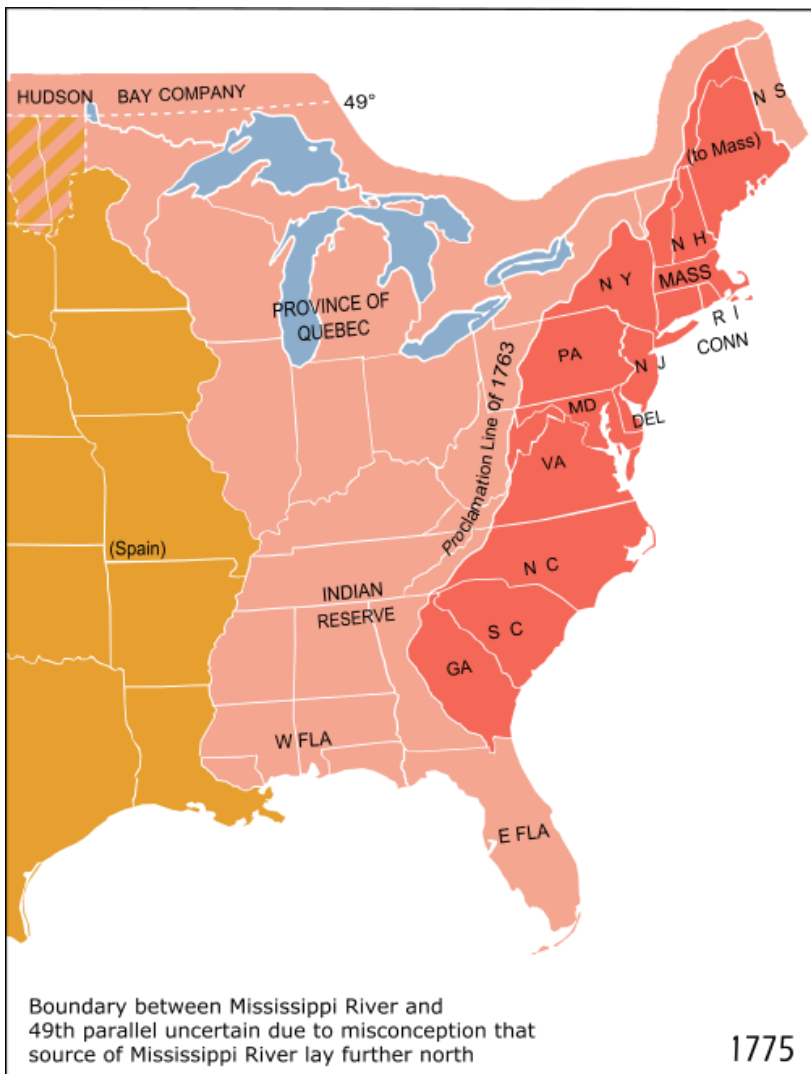 HUDSON BAY COMPANY
49°
N S
(to Mass)
N H
N Y
MASS
R I
CONN
PROVINCE OF
QUEBEC
PA
N J
Proclamation Line of 1763
MD
DEL
VA
(Spain)
N C
INDIAN
RESERVE
S C
GA
W FLA
E FLA
Boundary between Mississippi River and
49th parallel uncertain due to misconception that
source of Mississippi River lay further north
1775